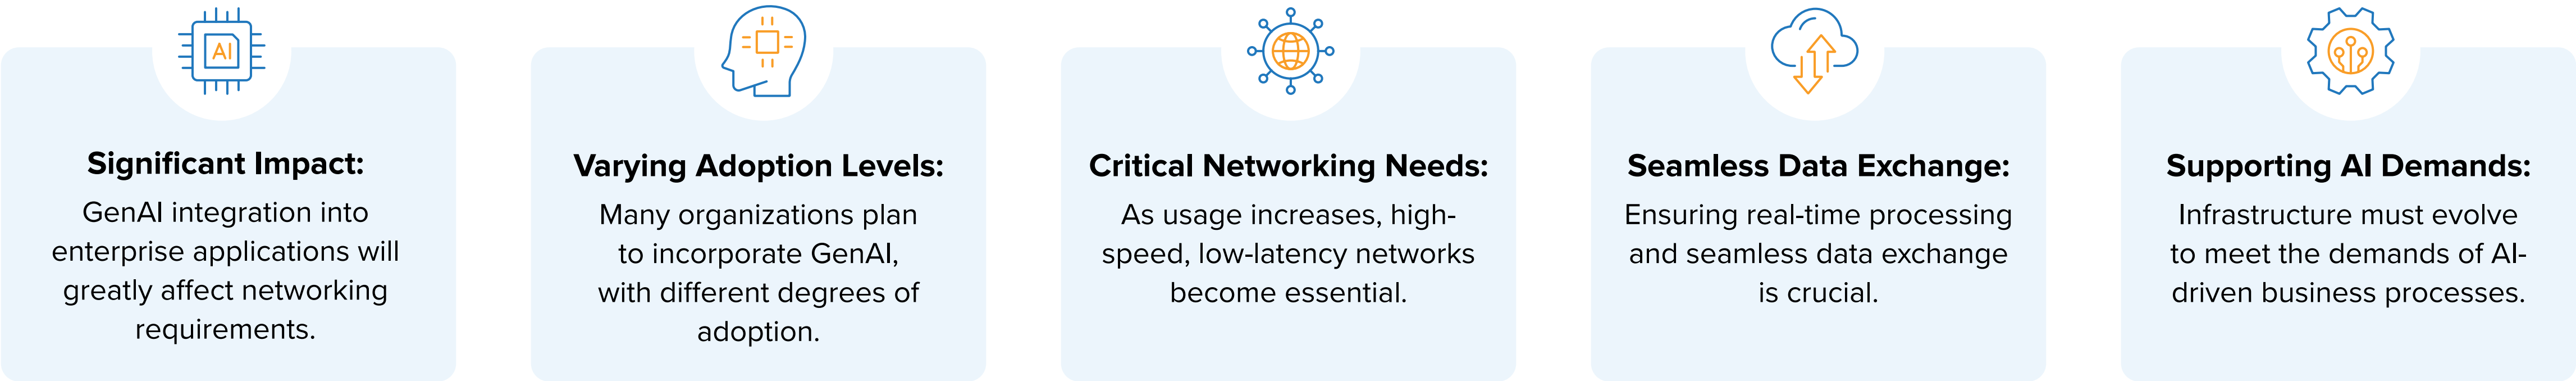 AI
Significant Impact:
GenAI integration into
enterprise applications will
greatly affect networking
requirements.
Varying Adoption Levels:
Many organizations plan
to incorporate GenAI,
with different degrees of
adoption.
Critical Networking Needs:
As usage increases, high-
speed, low-latency networks
become essential.
Seamless Data Exchange:
Ensuring real-time processing
and seamless data exchange
is crucial.
Supporting AI Demands:
Infrastructure must evolve
to meet the demands of AI-
driven business processes.